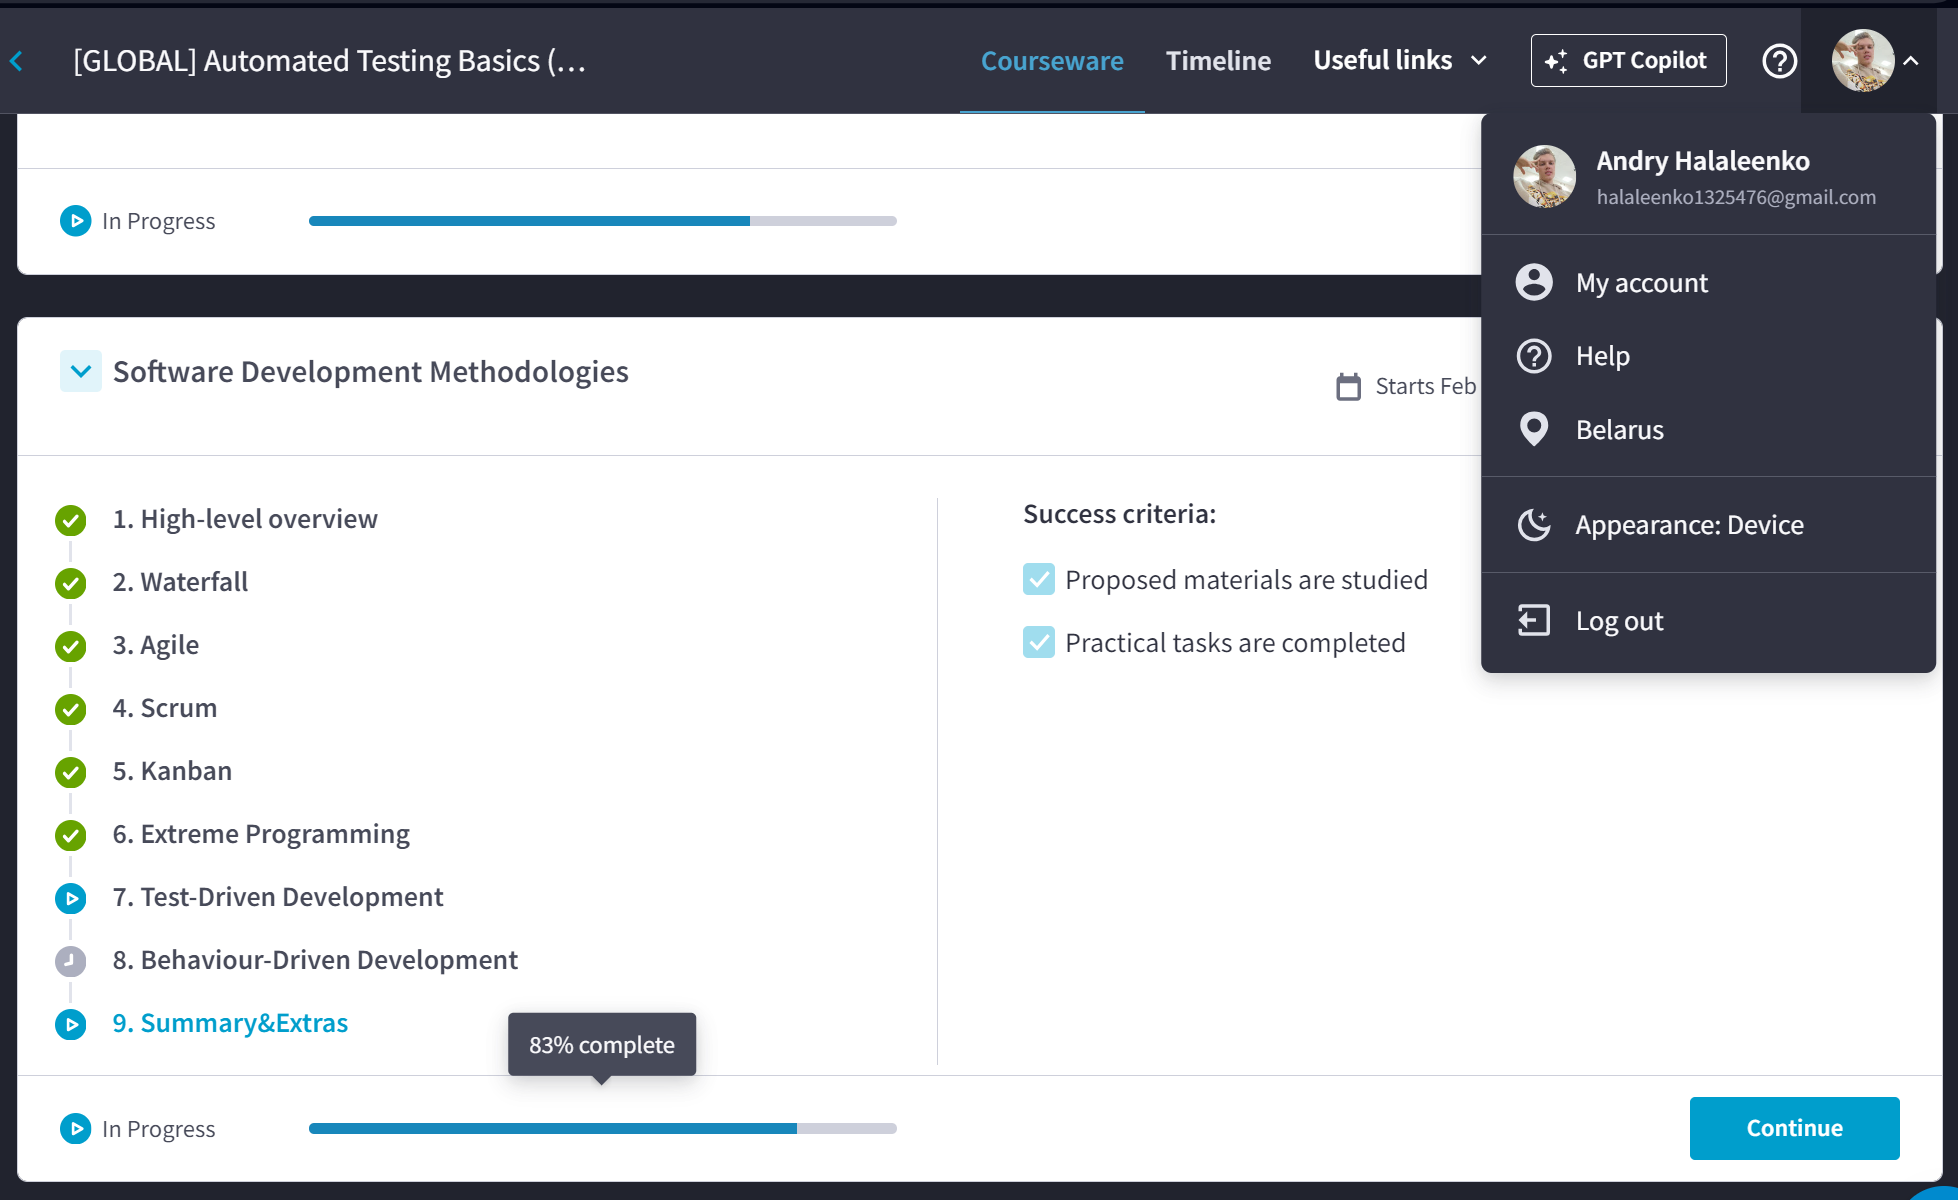 [GLOBAL] Automated Testing Basics (...
Courseware
Timeline
Useful links
GPT Copilot
Andry Halaleenko
halaleenko1325476@gmail.com
My account
Help
Belarus
Appearance: Device
Log out
In Progress
Software Development Methodologies
Starts Feb
1. High-level overview
2. Waterfall
3. Agile
4. Scrum
5. Kanban
6. Extreme Programming
7. Test-Driven Development
8. Behaviour-Driven Development
9. Summary&Extras
Success criteria:
Proposed materials are studied
Practical tasks are completed
83% complete
In Progress
Continue